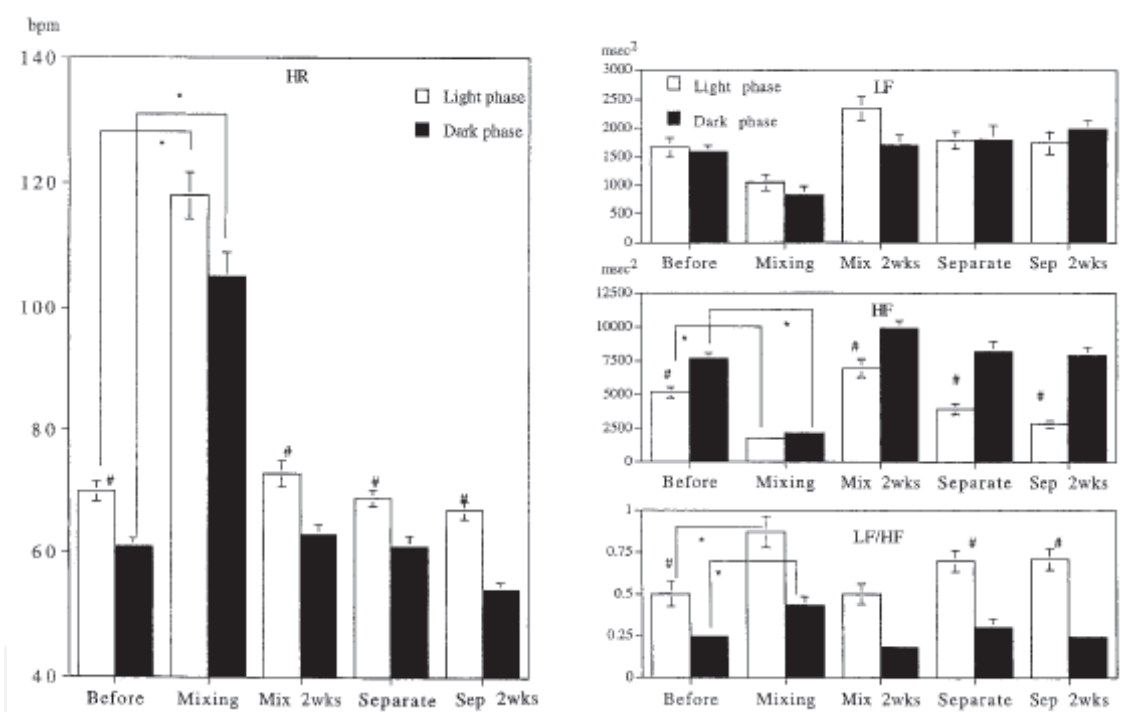 bpm
140
120
100
80
60
40
HR
Light phase
Dark phase
*
*
#
#
#
#
Before Mixing Mix 2wks Separate Sep 2wks
msec2
3000
2500
2000
1500
1000
500
0
LF
Light phase
Dark phase
Before Mixing Mix 2wks Separate Sep 2wks
msec2
12500
10000
7500
5000
2500
0
HF
*
*
#
#
#
#
Before Mixing Mix 2wks Separate Sep 2wks
1
0.75
0.5
0.25
0
LF/HF
*
*
#
#
#
Before Mixing Mix 2wks Separate Sep 2wks